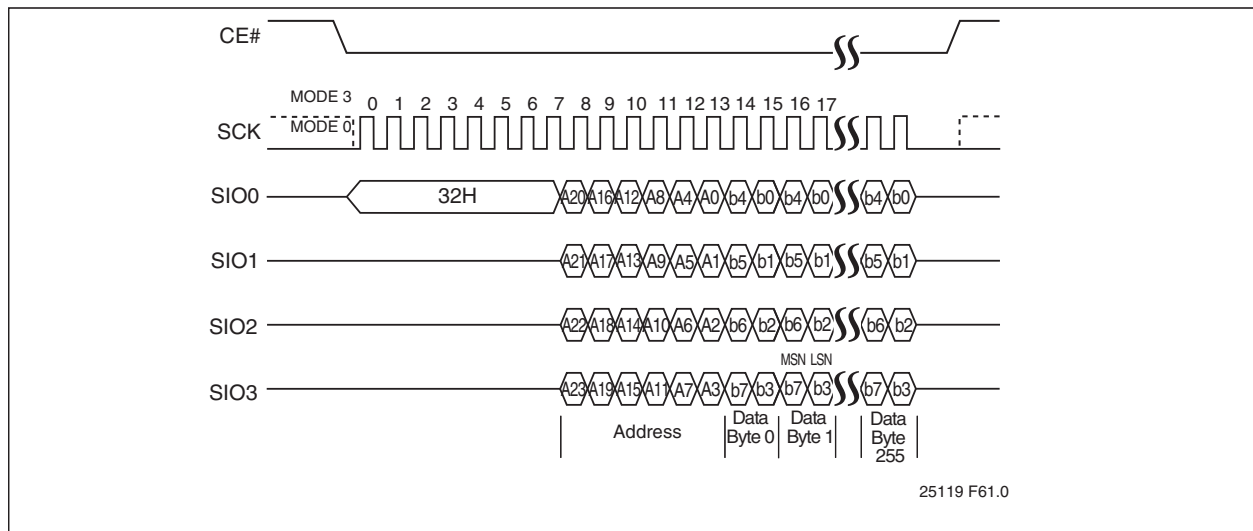 CE#
MODE 3 0 1 2 3 4 5 6 7 8 9 10 11 12 13 14 15 16 17
SCK MODE 0
SIO0 32H A20 A16 A12 A8 A4 A0 b4 b0 b4 b0 b4 b0
SIO1 A21 A17 A13 A9 A5 A1 b5 b1 b5 b1 b5 b1
SIO2 A22 A18 A14 A10 A6 A2 b6 b2 b6 b2 b6 b2
MSN LSN
SIO3 A23 A19 A15 A11 A7 A3 b7 b3 b7 b3 b7 b3
Address
Data
Byte 0
Data
Byte 1
Data
Byte
255
25119 F61.0